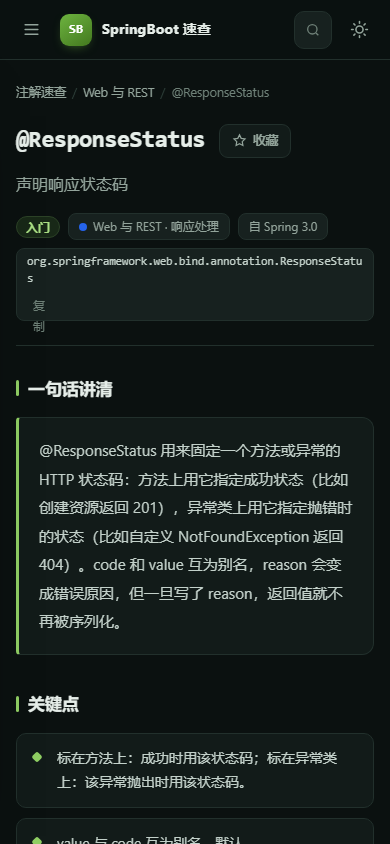 SB SpringBoot 速查
注解速查 / Web 与 REST / @ResponseStatus
@ResponseStatus 收藏
声明响应状态码
入门 Web 与 REST · 响应处理 自 Spring 3.0
org.springframework.web.bind.annotation.ResponseStatu
s
复
制
一句话讲清
@ResponseStatus 用来固定一个方法或异常的
HTTP 状态码：方法上用它指定成功状态（比如
创建资源返回 201），异常类上用它指定抛错时
的状态（比如自定义 NotFoundException 返回
404）。code 和 value 互为别名，reason 会变
成错误原因，但一旦写了 reason，返回值就不
再被序列化。
关键点
标在方法上：成功时用该状态码；标在异常类
上：该异常抛出时用该状态码。
value 与 code 互为别名，默认